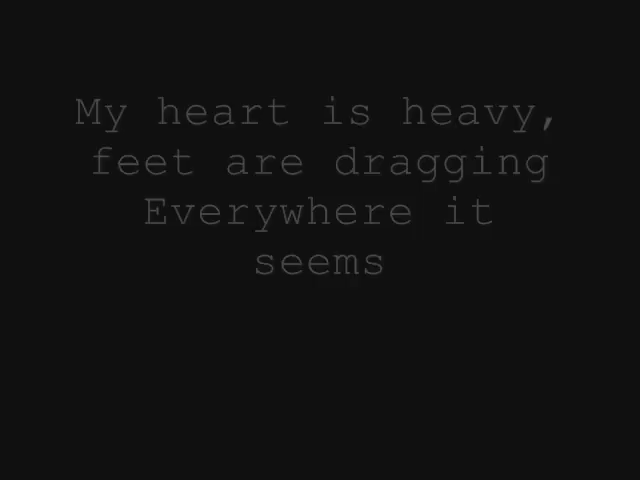 My heart is heavy,
feet are dragging
Everywhere it
seems